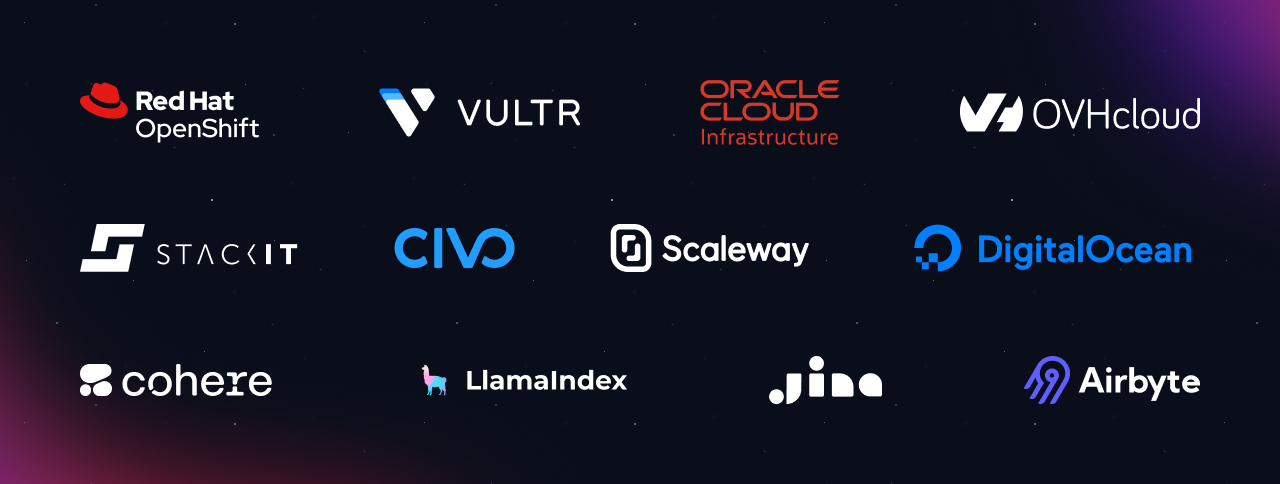 Red Hat
OpenShift
VULTR
ORACLE
CLOUD
Infrastructure
OVHcloud
STACKIT
CIVO
Scaleway
DigitalOcean
cohere
LlamaIndex
jina
Airbyte